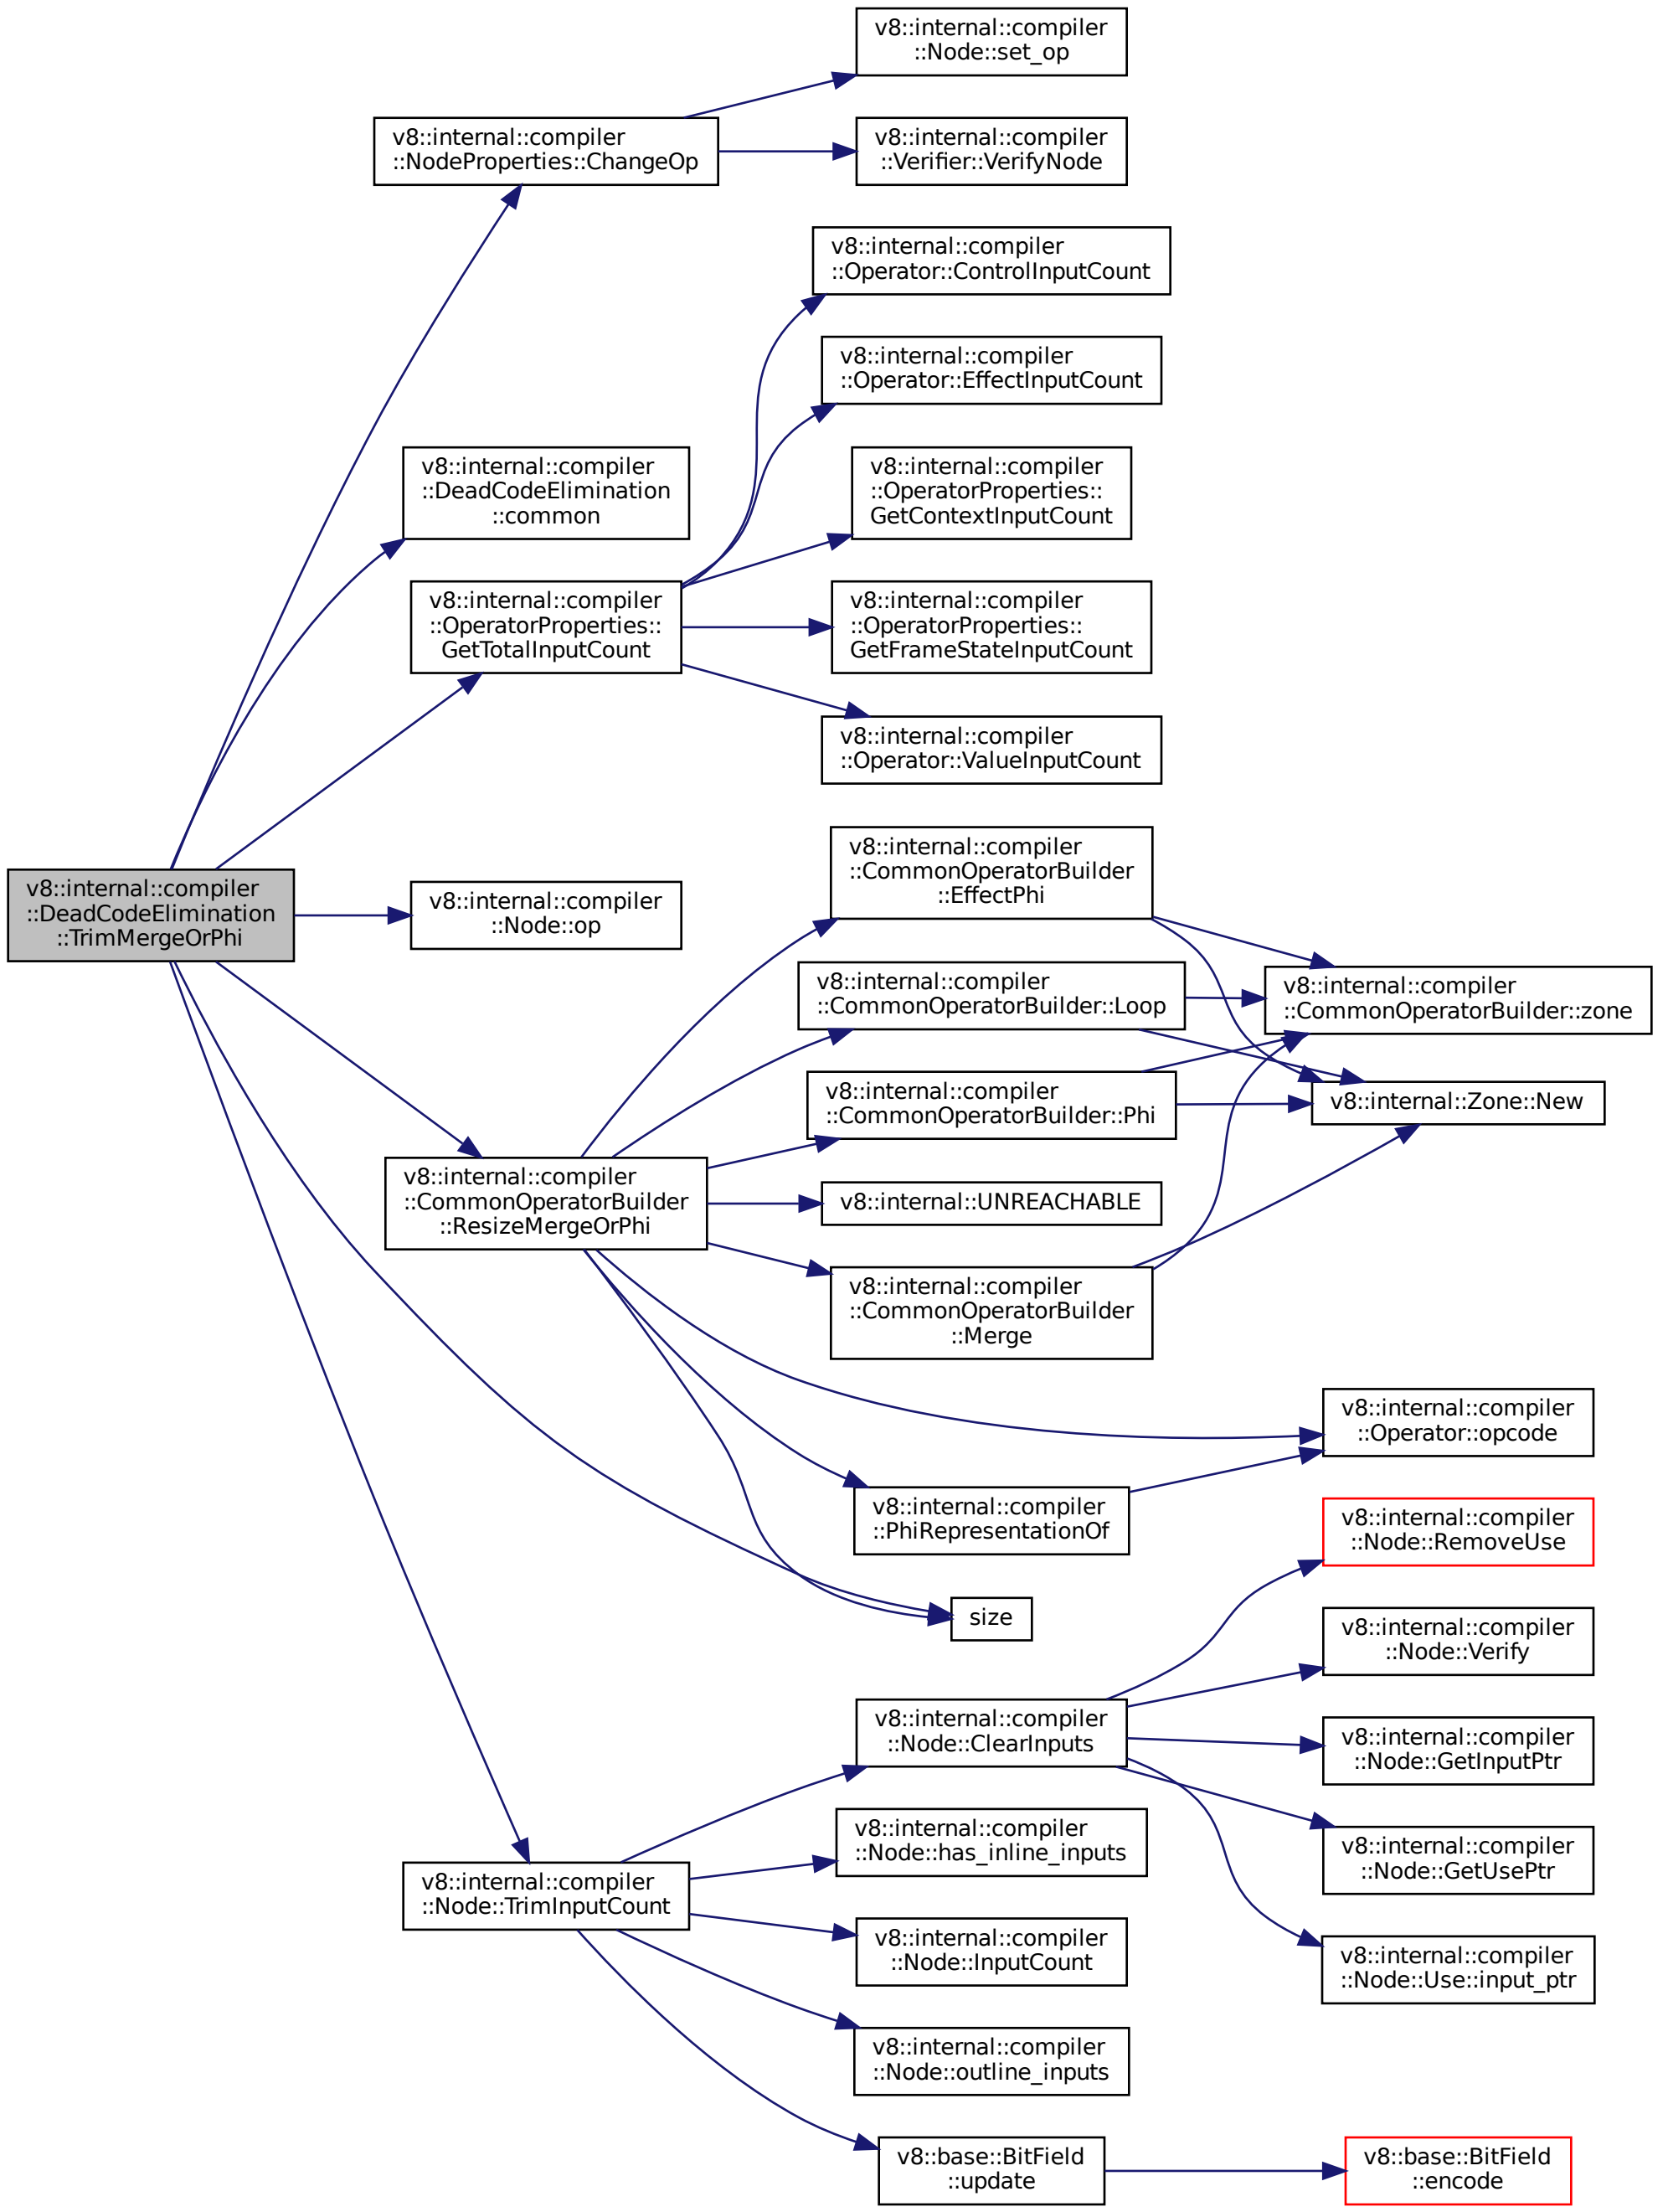 v8::internal::compiler
::DeadCodeElimination
::TrimMergeOrPhi
v8::internal::compiler
::NodeProperties::ChangeOp
v8::internal::compiler
::DeadCodeElimination
::common
v8::internal::compiler
::OperatorProperties::
GetTotalInputCount
v8::internal::compiler
::Node::op
v8::internal::compiler
::CommonOperatorBuilder
::ResizeMergeOrPhi
v8::internal::compiler
::Node::TrimInputCount
v8::internal::compiler
::Node::set_op
v8::internal::compiler
::Verifier::VerifyNode
v8::internal::compiler
::Operator::ControlInputCount
v8::internal::compiler
::Operator::EffectInputCount
v8::internal::compiler
::OperatorProperties::
GetContextInputCount
v8::internal::compiler
::OperatorProperties::
GetFrameStateInputCount
v8::internal::compiler
::Operator::ValueInputCount
v8::internal::compiler
::CommonOperatorBuilder
::EffectPhi
v8::internal::compiler
::CommonOperatorBuilder::Loop
v8::internal::compiler
::CommonOperatorBuilder::Phi
v8::internal::UNREACHABLE
v8::internal::compiler
::CommonOperatorBuilder
::Merge
v8::internal::compiler
::PhiRepresentationOf
size
v8::internal::compiler
::Node::ClearInputs
v8::internal::compiler
::Node::has_inline_inputs
v8::internal::compiler
::Node::InputCount
v8::internal::compiler
::Node::outline_inputs
v8::base::BitField
::update
v8::internal::compiler
::CommonOperatorBuilder::zone
v8::internal::Zone::New
v8::internal::compiler
::Operator::opcode
v8::internal::compiler
::Node::RemoveUse
v8::internal::compiler
::Node::Verify
v8::internal::compiler
::Node::GetInputPtr
v8::internal::compiler
::Node::GetUsePtr
v8::internal::compiler
::Node::Use::input_ptr
v8::base::BitField
::encode